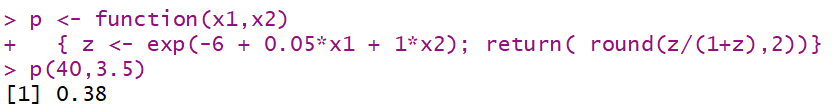 > p <- function(x1,x2)
+   { z <- exp(-6 + 0.05*x1 + 1*x2); return( round(z/(1+z),2))}
> p(40,3.5)
[1] 0.38